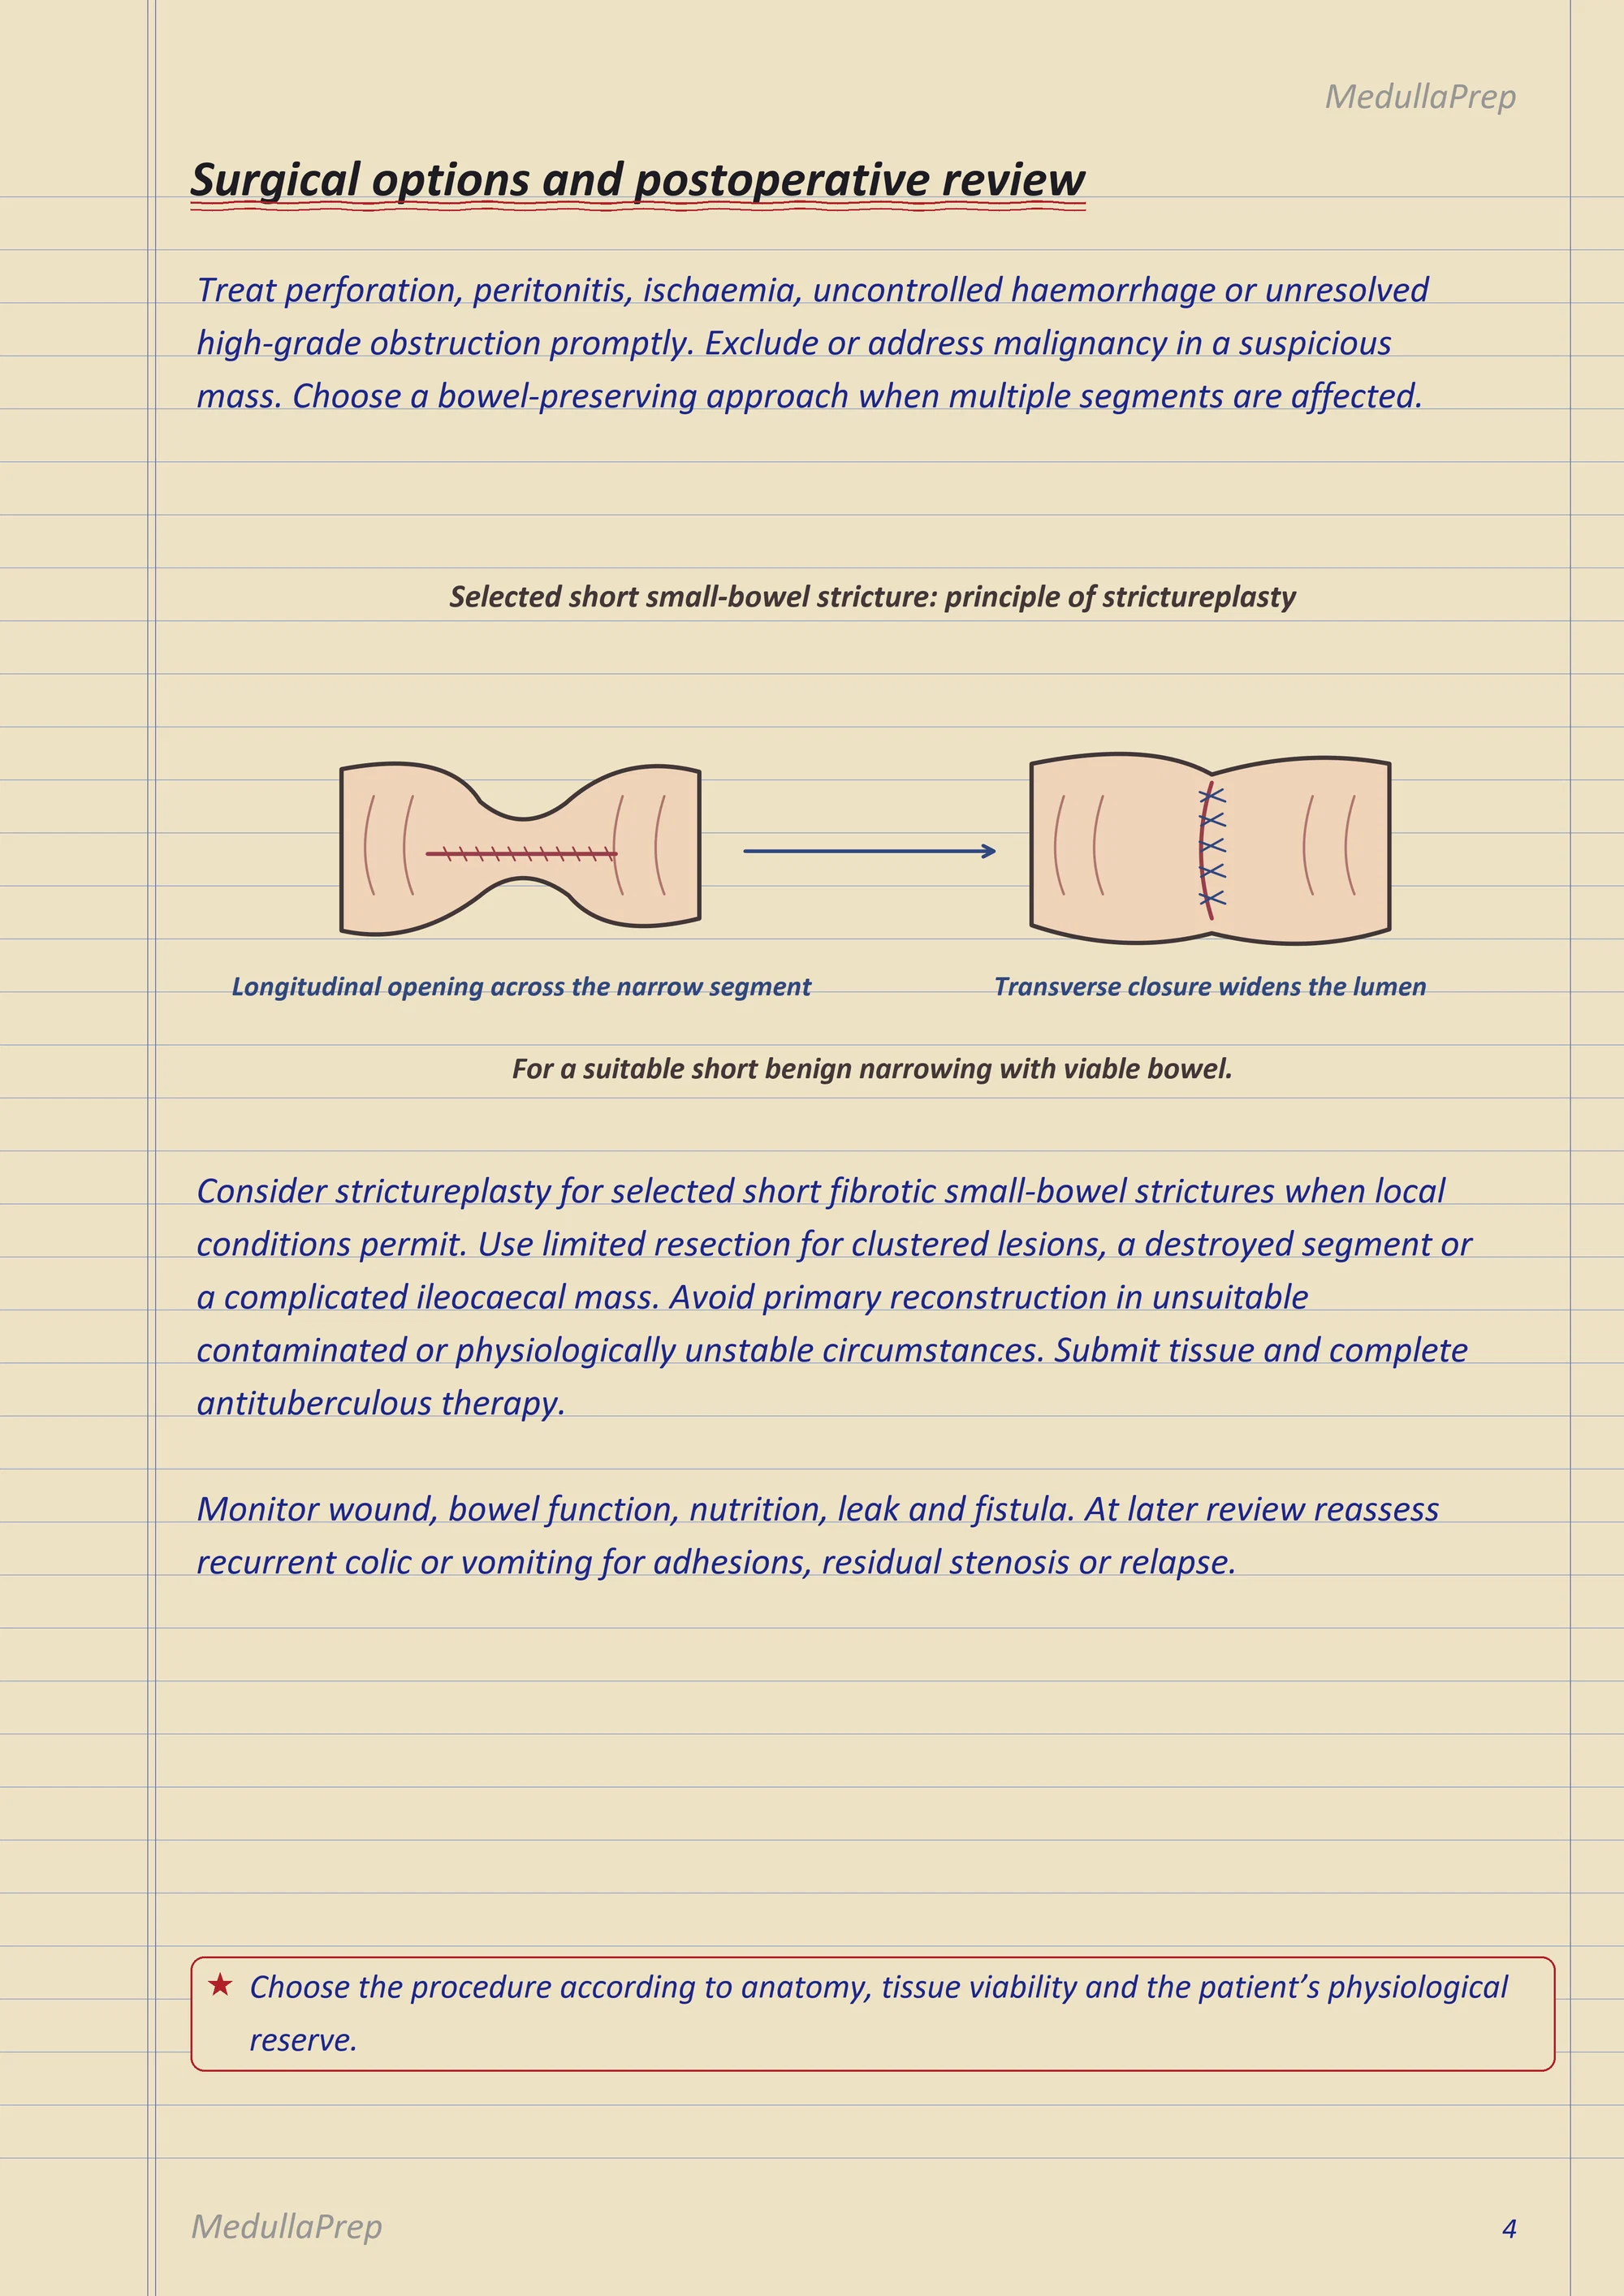 MedullaPrep
Surgical options and postoperative review
Treat perforation, peritonitis, ischaemia, uncontrolled haemorrhage or unresolved
high-grade obstruction promptly. Exclude or address malignancy in a suspicious
mass. Choose a bowel-preserving approach when multiple segments are affected.
Selected short small-bowel stricture: principle of strictureplasty
Longitudinal opening across the narrow segment
Transverse closure widens the lumen
For a suitable short benign narrowing with viable bowel.
Consider strictureplasty for selected short fibrotic small-bowel strictures when local
conditions permit. Use limited resection for clustered lesions, a destroyed segment or
a complicated ileocaecal mass. Avoid primary reconstruction in unsuitable
contaminated or physiologically unstable circumstances. Submit tissue and complete
antituberculous therapy.
Monitor wound, bowel function, nutrition, leak and fistula. At later review reassess
recurrent colic or vomiting for adhesions, residual stenosis or relapse.
★ Choose the procedure according to anatomy, tissue viability and the patient’s physiological
reserve.
MedullaPrep
4